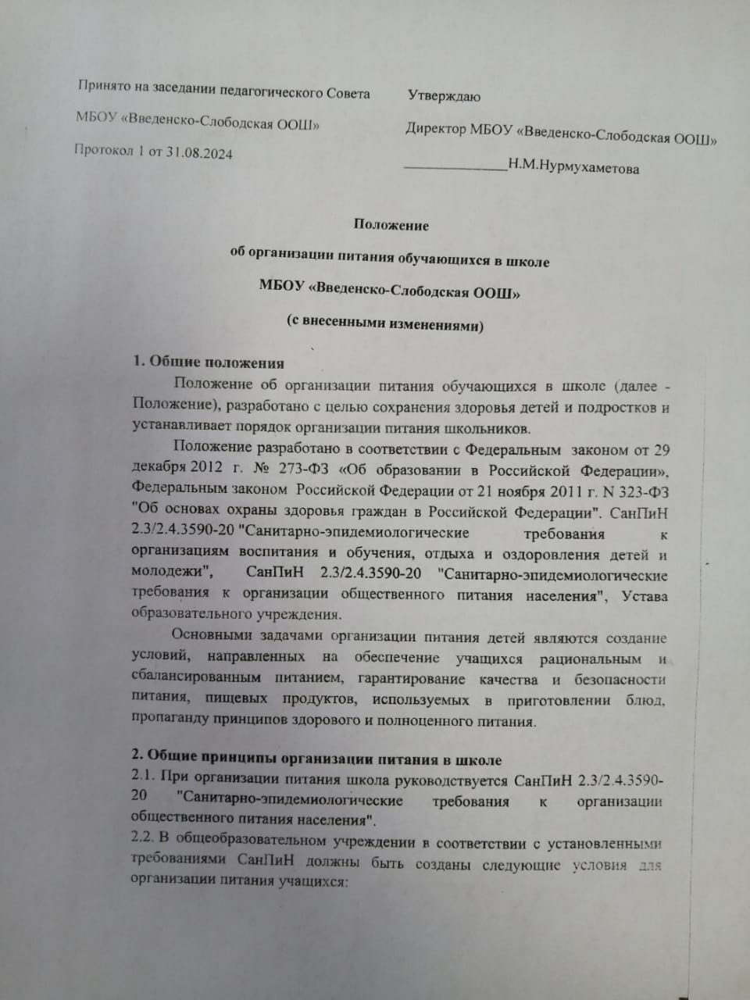 Принято на заседании педагогического Совета
МБОУ «Введенско-Слободская ООШ»
Протокол 1 от 31.08.2024
Утверждаю
Директор МБОУ «Введенско-Слободская ООШ»
______________Н.М.Нурмухаметова
Положение
об организации питания обучающихся в школе
МБОУ «Введенско-Слободская ООШ»
(с внесенными изменениями)
1. Общие положения
Положение об организации питания обучающихся в школе (далее -
Положение), разработано с целью сохранения здоровья детей и подростков и
устанавливает порядок организации питания школьников.
Положение разработано в соответствии с Федеральным законом от 29
декабря 2012 г. № 273-ФЗ «Об образовании в Российской Федерации»,
Федеральным законом Российской Федерации от 21 ноября 2011 г. N 323-ФЗ
"Об основах охраны здоровья граждан в Российской Федерации". СанПиН
2.3/2.4.3590-20 "Санитарно-эпидемиологические требования к
организациям воспитания и обучения, отдыха и оздоровления детей и
молодежи", СанПиН 2.3/2.4.3590-20 "Санитарно-эпидемиологические
требования к организации общественного питания населения", Устава
образовательного учреждения.
Основными задачами организации питания детей являются создание
условий, направленных на обеспечение учащихся рациональным и
сбалансированным питанием, гарантирование качества и безопасности
питания, пищевых продуктов, используемых в приготовлении блюд,
пропаганду принципов здорового и полноценного питания.
2. Общие принципы организации питания в школе
2.1. При организации питания школа руководствуется СанПиН 2.3/2.4.3590-
20 "Санитарно-эпидемиологические требования к организации
общественного питания населения".
2.2. В общеобразовательном учреждении в соответствии с установленными
требованиями СанПиН должны быть созданы следующие условия для
организации питания учащихся: